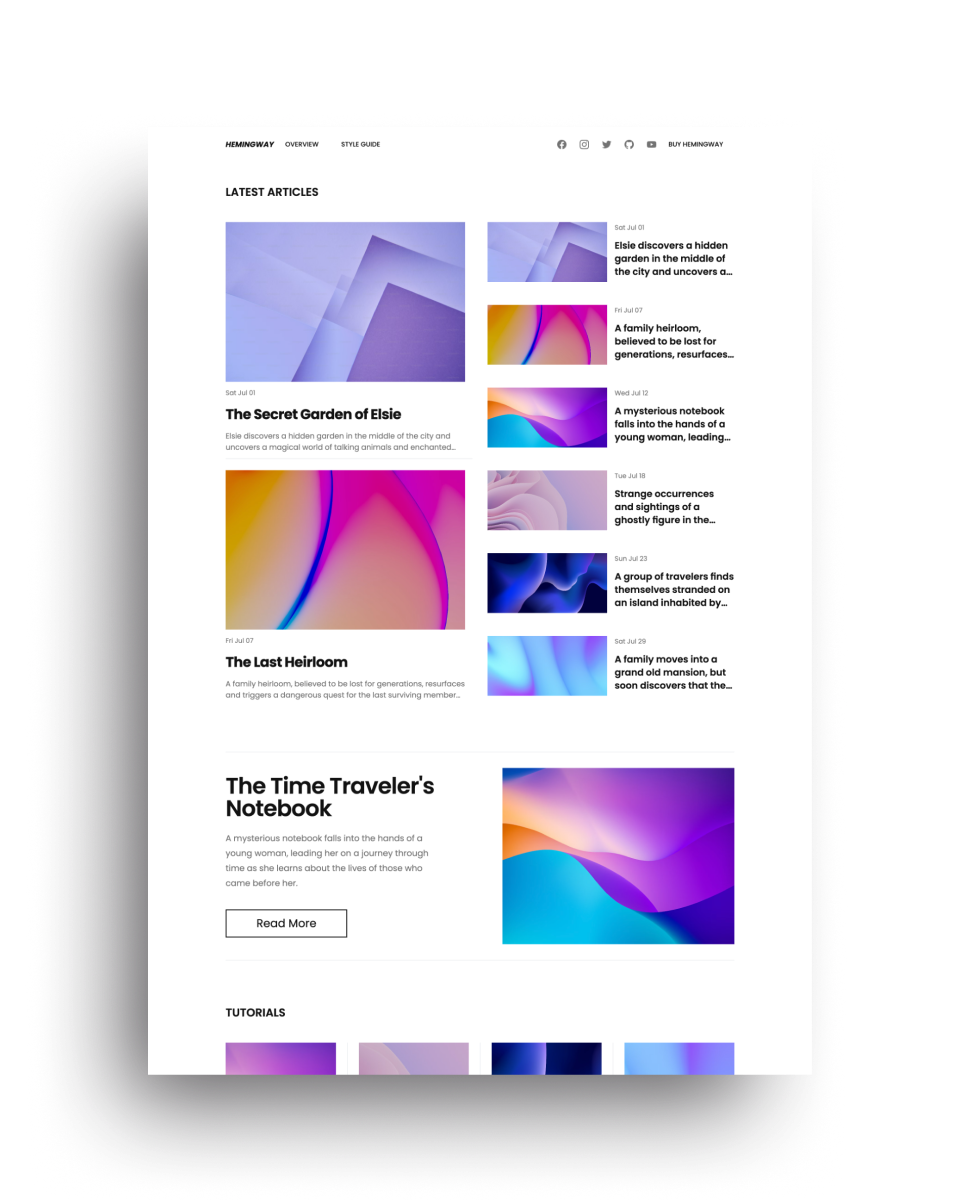 HEMINGWAY OVERVIEW STYLE GUIDE BUY HEMINGWAY
LATEST ARTICLES
Sat Jul 01
The Secret Garden of Elsie
Elsie discovers a hidden garden in the middle of the city and
uncovers a magical world of talking animals and enchanted...
Fri Jul 07
The Last Heirloom
A family heirloom, believed to be lost for generations, resurfaces
and triggers a dangerous quest for the last surviving member...
Sat Jul 01
Elsie discovers a hidden
garden in the middle of
the city and uncovers a...
Fri Jul 07
A family heirloom,
believed to be lost for
generations, resurfaces...
Wed Jul 12
A mysterious notebook
falls into the hands of a
young woman, leading...
Tue Jul 18
Strange occurrences
and sightings of a
ghostly figure in the...
Sun Jul 23
A group of travelers finds
themselves stranded on
an island inhabited by...
Sat Jul 29
A family moves into a
grand old mansion, but
soon discovers that the...
The Time Traveler's
Notebook
A mysterious notebook falls into the hands of a
young woman, leading her on a journey through
time as she learns about the lives of those who
came before her.
Read More
TUTORIALS